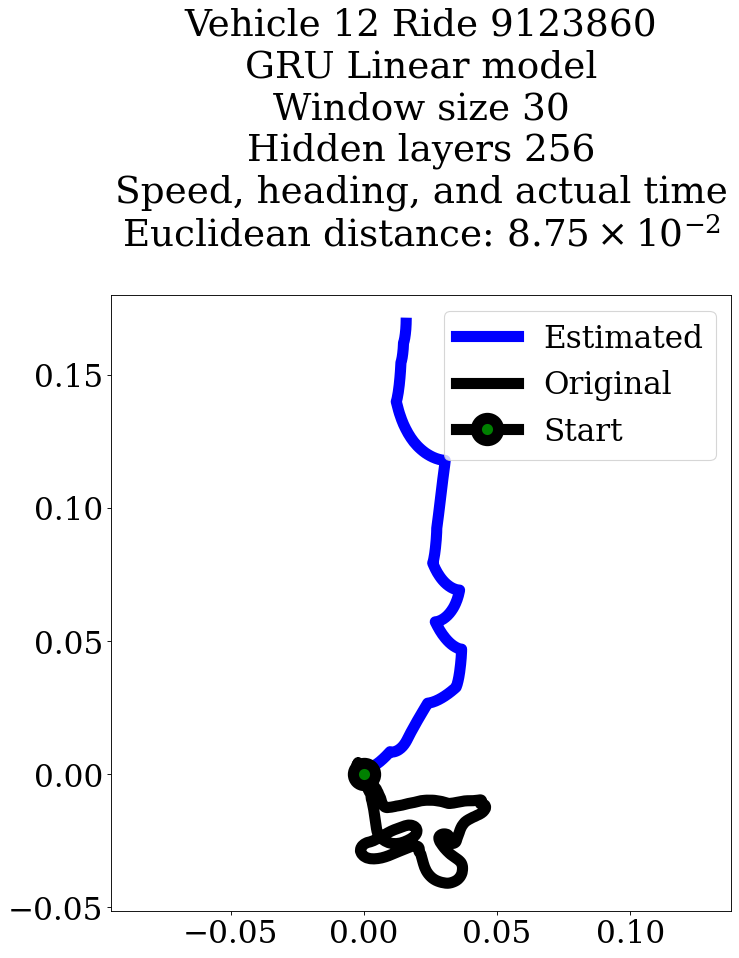 Vehicle 12 Ride 9123860
GRU Linear model
Window size 30
Hidden layers 256
Speed, heading, and actual time
Euclidean distance: 8.75 × 10⁻²
Estimated
Original
Start
0.15
0.10
0.05
0.00
−0.05
−0.05 0.00 0.05 0.10